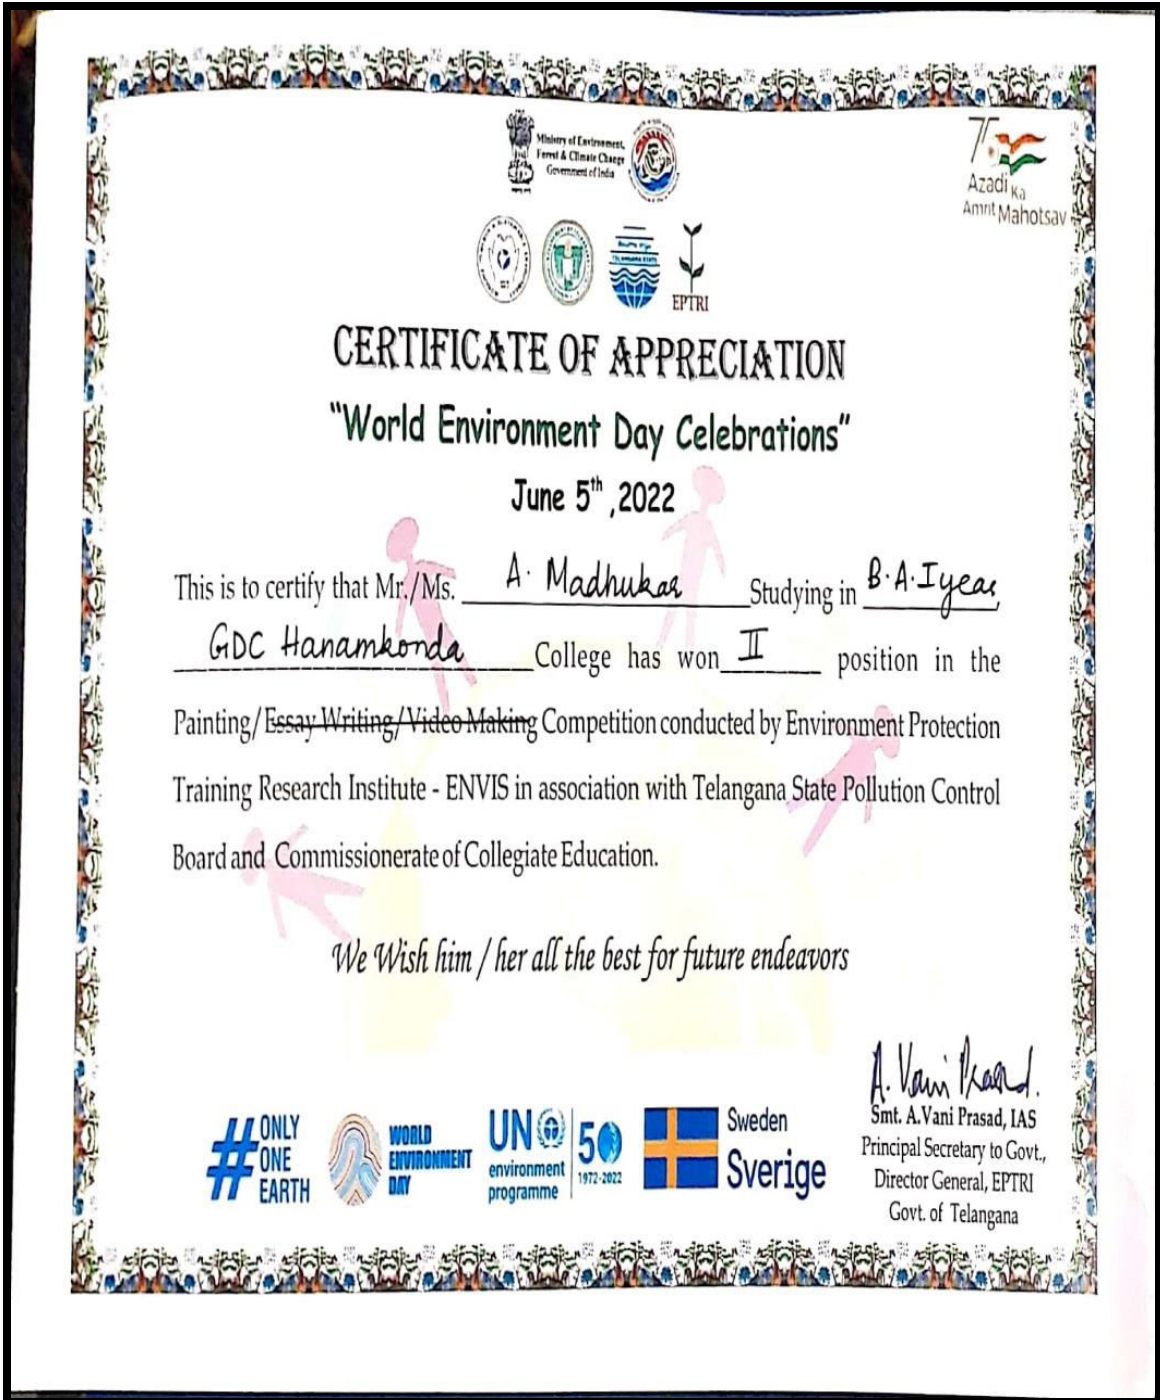 Ministry of Environment,
Forest & Climate Change
Government of India
75
Azadi Ka
Amrit Mahotsav
EPTRI
CERTIFICATE OF APPRECIATION
"World Environment Day Celebrations"
June 5th ,2022
This is to certify that Mr./Ms. A. Madhukar Studying in B.A. I year,
GDC Hanamkonda College has won II position in the
Painting/Essay Writing/Video Making Competition conducted by Environment Protection
Training Research Institute - ENVIS in association with Telangana State Pollution Control
Board and Commissionerate of Collegiate Education.
We Wish him / her all the best for future endeavors
A. Vani Prasad.
Smt. A.Vani Prasad, IAS
Principal Secretary to Govt.,
Director General, EPTRI
Govt. of Telangana
#ONLY
ONE
EARTH
WORLD
ENVIRONMENT
DAY
UN
environment
programme
50
1972-2022
Sweden
Sverige